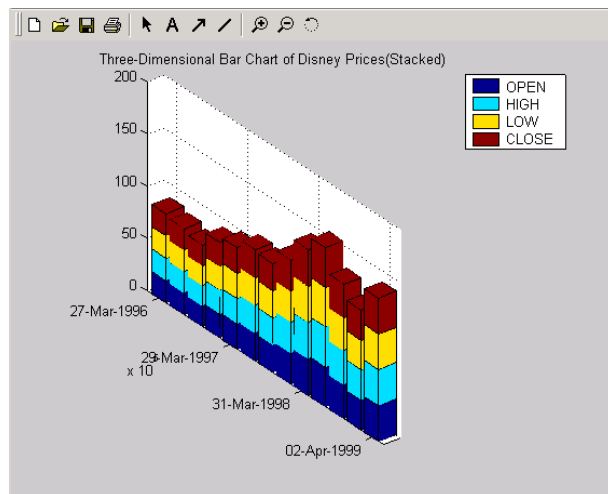 A
Three-Dimensional Bar Chart of Disney Prices(Stacked)
OPEN
HIGH
LOW
CLOSE
200
150
100
50
0
27-Mar-1996
29-Mar-1997
x 10
31-Mar-1998
02-Apr-1999